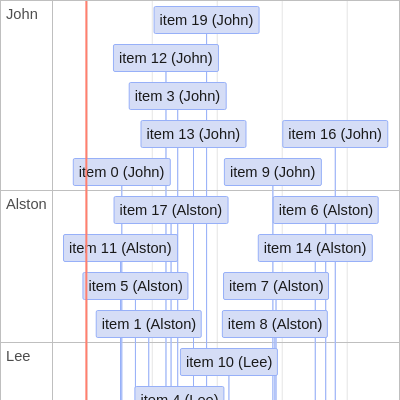 John
item 19 (John)
item 12 (John)
item 3 (John)
item 13 (John)
item 16 (John)
item 0 (John)
item 9 (John)
Alston
item 17 (Alston)
item 6 (Alston)
item 11 (Alston)
item 14 (Alston)
item 5 (Alston)
item 7 (Alston)
item 1 (Alston)
item 8 (Alston)
Lee
item 10 (Lee)
item 4 (Lee)